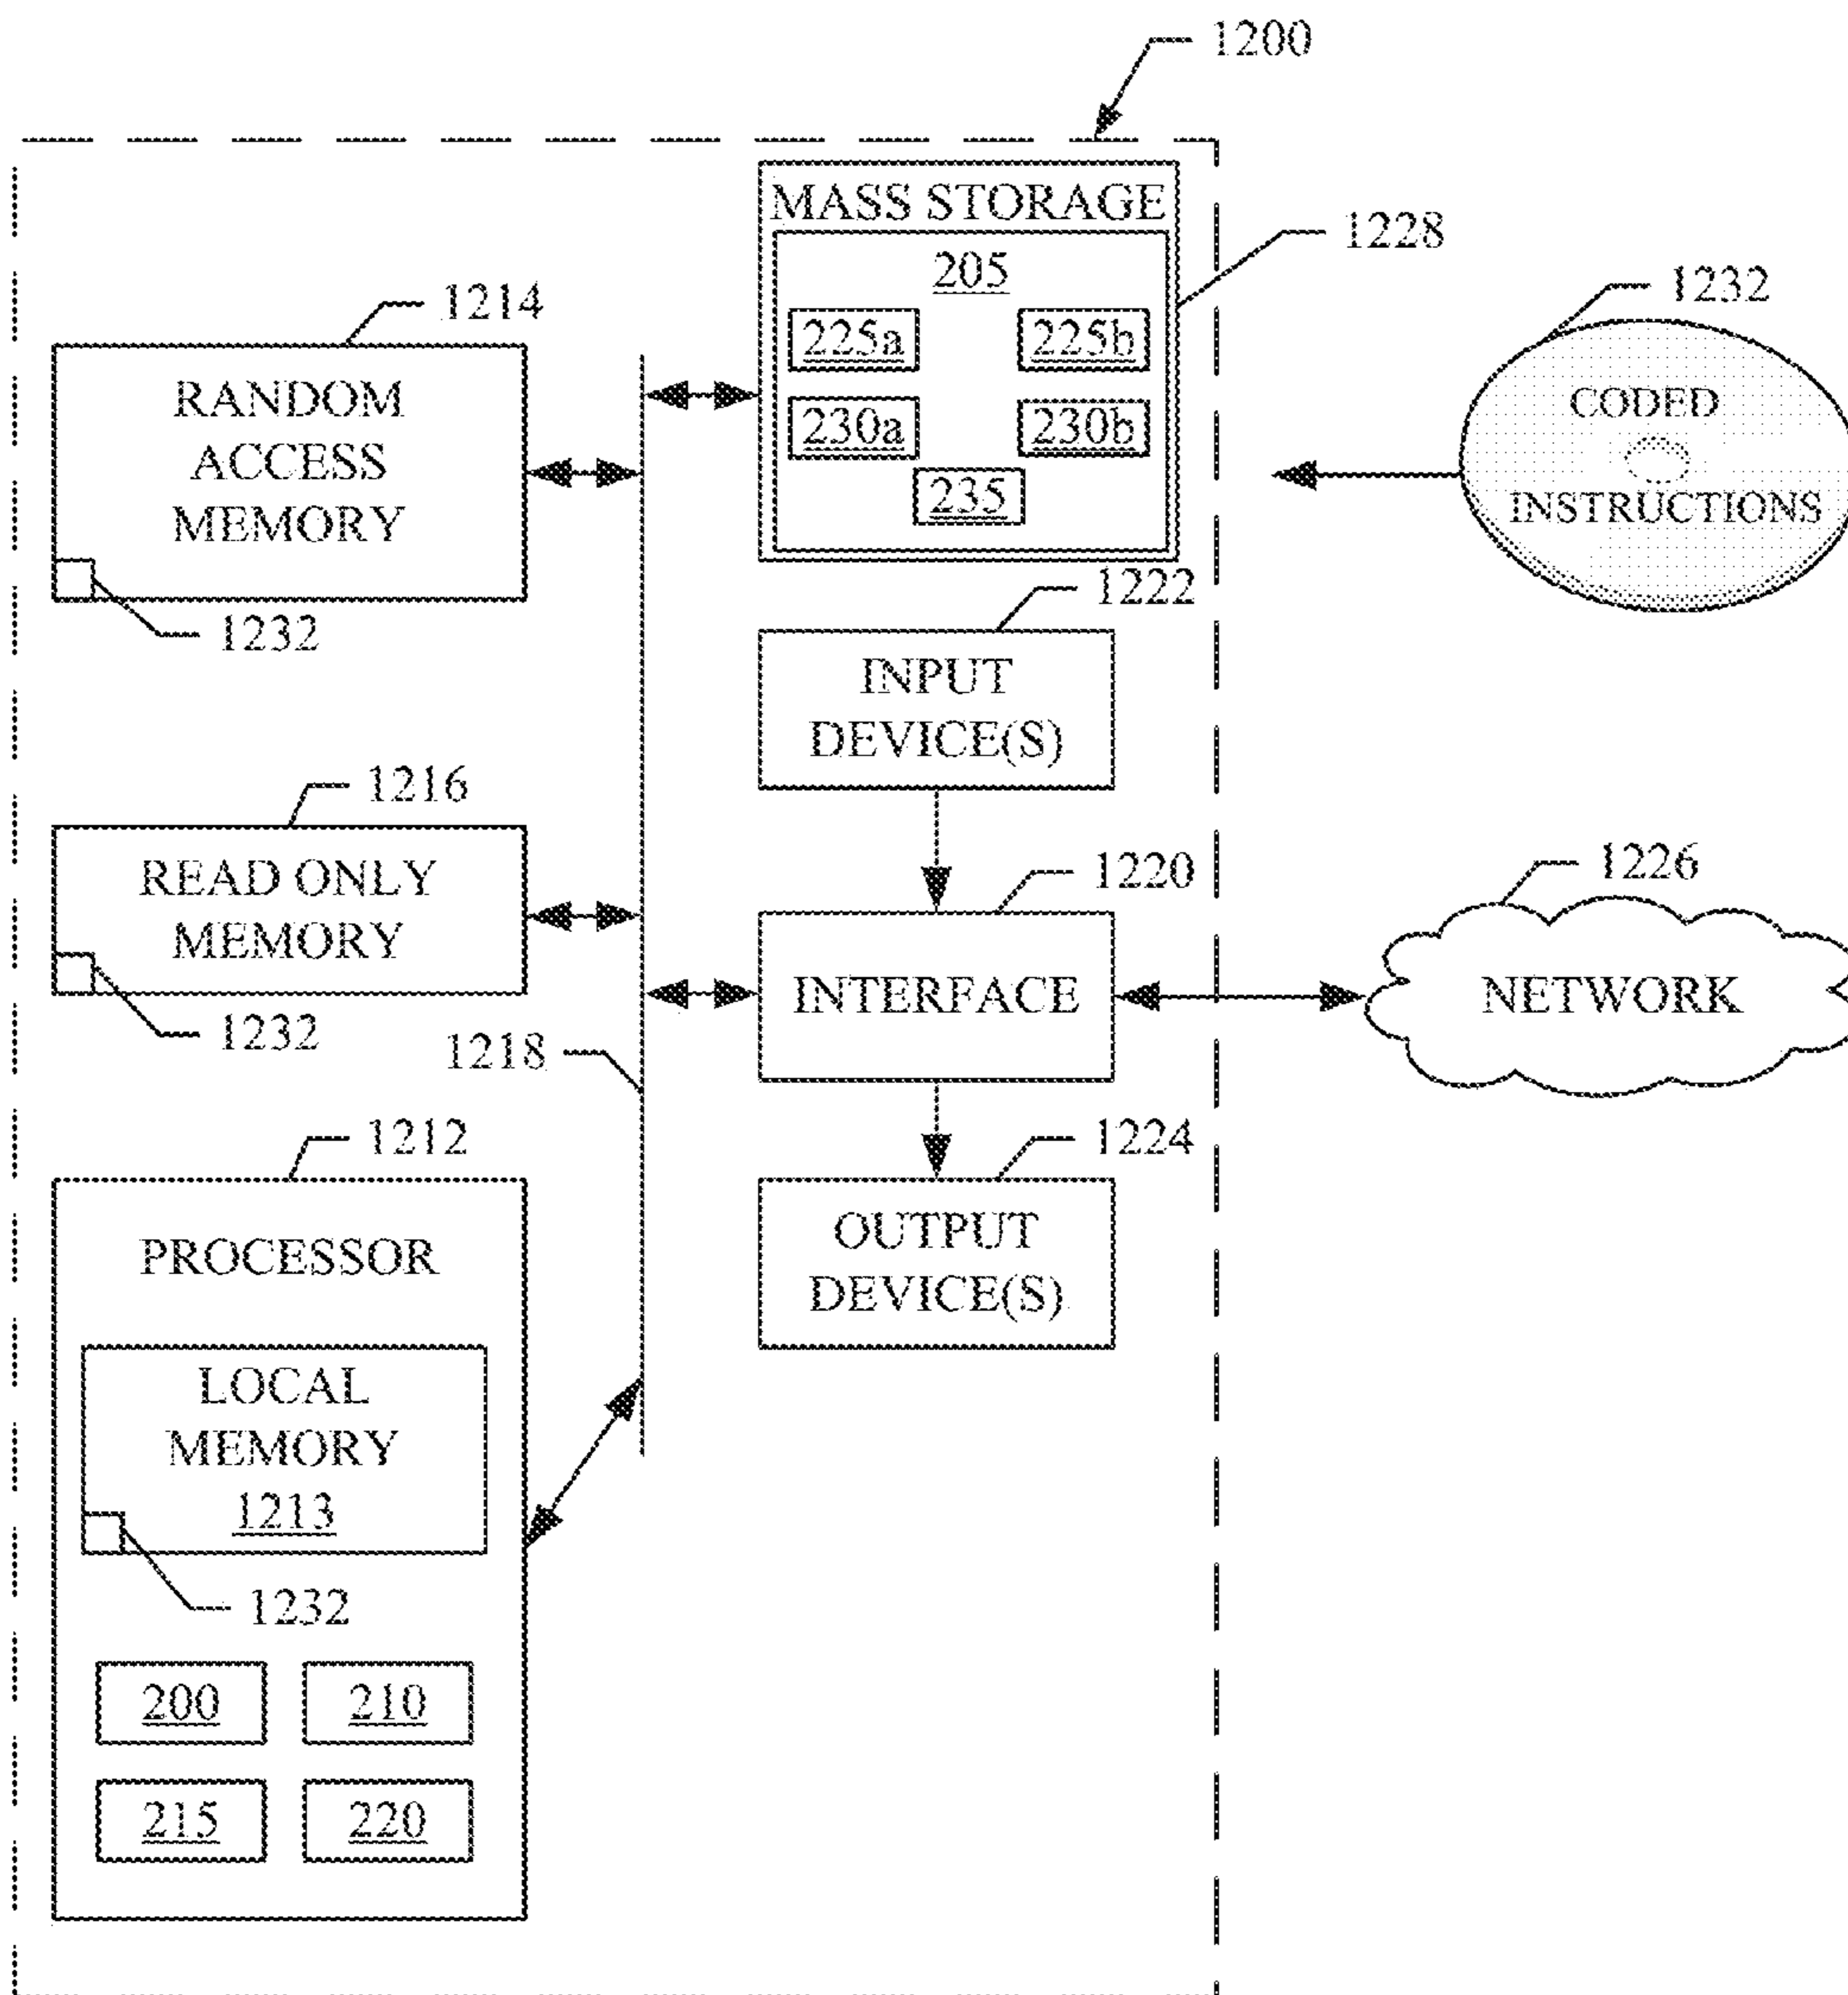 1200
MASS STORAGE
205
1228
225a
225b
230a
230b
235
1214
RANDOM
ACCESS
MEMORY
1232
1232
CODED
INSTRUCTIONS
1222
INPUT
DEVICE(S)
1216
READ ONLY
MEMORY
1232
1220
INTERFACE
1226
NETWORK
1218
1212
PROCESSOR
LOCAL
MEMORY
1213
1232
200
210
215
220
1224
OUTPUT
DEVICE(S)